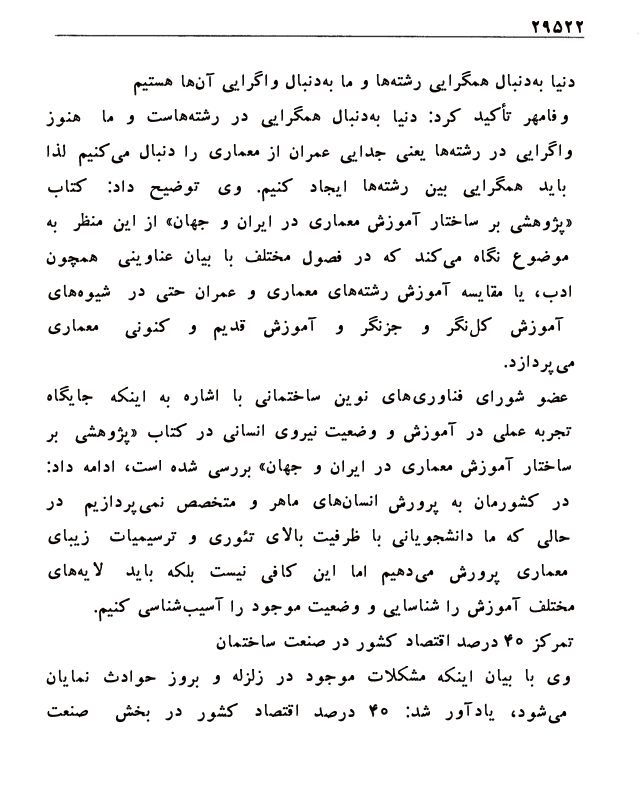 ۲۹۵۲۲
دنیا به‌دنبال همگرایی رشته‌ها و ما به‌دنبال واگرایی آن‌ها هستیم
وفامهر تأکید کرد: دنیا به‌دنبال همگرایی در رشته‌هاست و ما هنوز
واگرایی در رشته‌ها یعنی جدایی عمران از معماری را دنبال می‌کنیم لذا
باید همگرایی بین رشته‌ها ایجاد کنیم. وی توضیح داد: کتاب
«پژوهشی بر ساختار آموزش معماری در ایران و جهان» از این منظر به
موضوع نگاه می‌کند که در فصول مختلف با بیان عناوینی همچون
ادب، یا مقایسه آموزش رشته‌های معماری و عمران حتی در شیوه‌های
آموزش کل‌نگر و جزنگر و آموزش قدیم و کنونی معماری
می‌پردازد.
عضو شورای فناوری‌های نوین ساختمانی با اشاره به اینکه جایگاه
تجربه عملی در آموزش و وضعیت نیروی انسانی در کتاب «پژوهشی بر
ساختار آموزش معماری در ایران و جهان» بررسی شده است، ادامه داد:
در کشورمان به پرورش انسان‌های ماهر و متخصص نمی‌پردازیم در
حالی که ما دانشجویانی با ظرفیت بالای تئوری و ترسیمیات زیبای
معماری پرورش می‌دهیم اما این کافی نیست بلکه باید لایه‌های
مختلف آموزش را شناسایی و وضعیت موجود را آسیب‌شناسی کنیم.
تمرکز ۴۰ درصد اقتصاد کشور در صنعت ساختمان
وی با بیان اینکه مشکلات موجود در زلزله و بروز حوادث نمایان
می‌شود، یادآور شد: ۴۰ درصد اقتصاد کشور در بخش صنعت